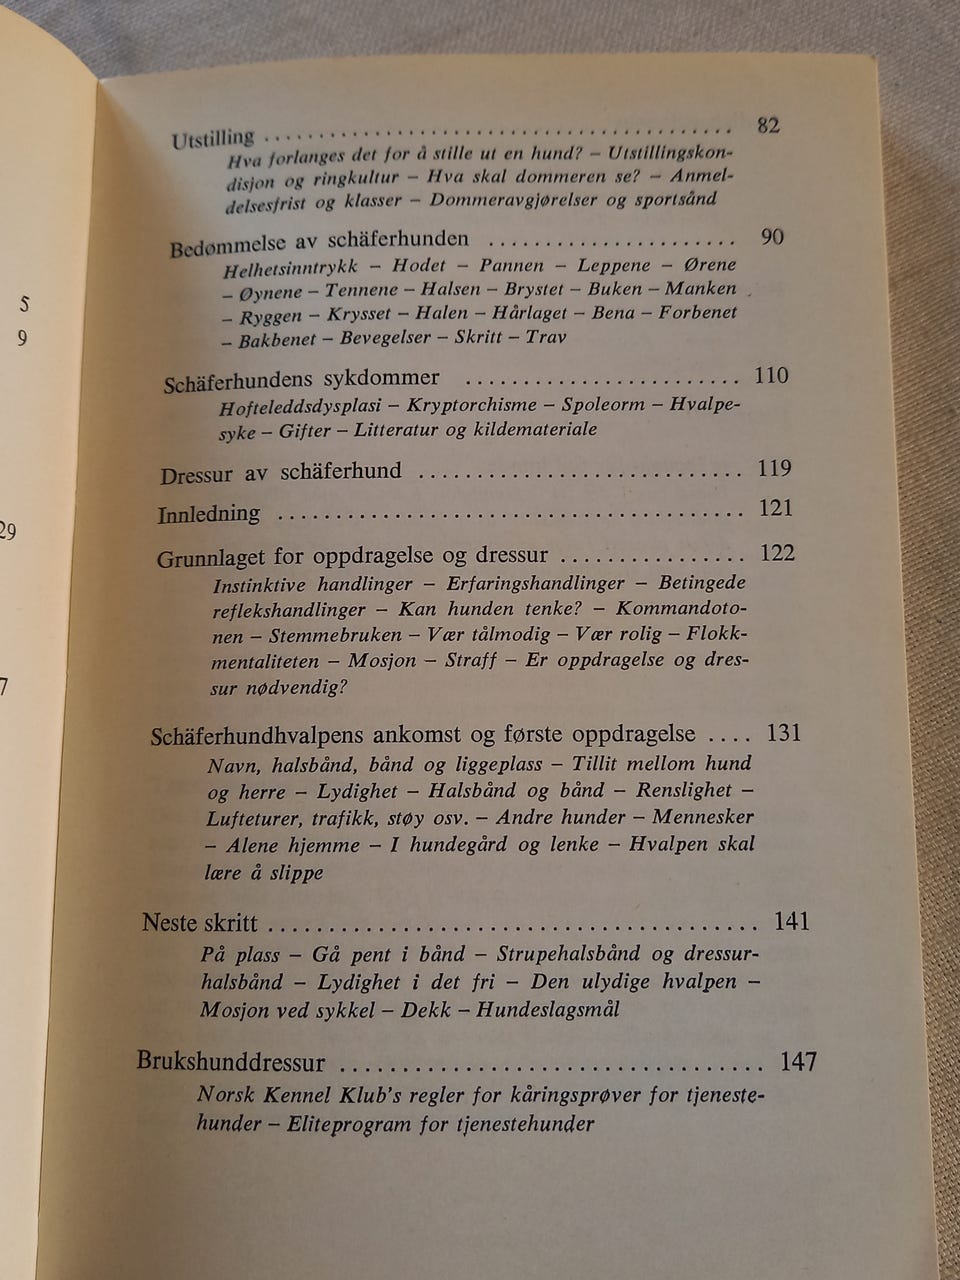 5
9
29
7
Utstilling ........................................ 82
Hva forlanges det for å stille ut en hund? – Utstillingskon-
disjon og ringkultur – Hva skal dommeren se? – Anmel-
delsesfrist og klasser – Dommeravgjørelser og sportsånd
Bedømmelse av schäferhunden ....................... 90
Helhetsinntrykk – Hodet – Pannen – Leppene – Ørene
– Øynene – Tennene – Halsen – Brystet – Buken – Manken
– Ryggen – Krysset – Halen – Hårlaget – Bena – Forbenet
– Bakbenet – Bevegelser – Skritt – Trav
Schäferhundens sykdommer ......................... 110
Hofteleddsdysplasi – Kryptorchisme – Spoleorm – Hvalpe-
syke – Gifter – Litteratur og kildemateriale
Dressur av schäferhund ............................. 119
Innledning ........................................ 121
Grunnlaget for oppdragelse og dressur ................ 122
Instinktive handlinger – Erfaringshandlinger – Betingede
reflekshandlinger – Kan hunden tenke? – Kommandoto-
nen – Stemmebruken – Vær tålmodig – Vær rolig – Flokk-
mentaliteten – Mosjon – Straff – Er oppdragelse og dres-
sur nødvendig?
Schäferhundhvalpens ankomst og første oppdragelse .... 131
Navn, halsbånd, bånd og liggeplass – Tillit mellom hund
og herre – Lydighet – Halsbånd og bånd – Renslighet –
Lufteturer, trafikk, støy osv. – Andre hunder – Mennesker
– Alene hjemme – I hundegård og lenke – Hvalpen skal
lære å slippe
Neste skritt ......................................... 141
På plass – Gå pent i bånd – Strupehalsbånd og dressur-
halsbånd – Lydighet i det fri – Den ulydige hvalpen –
Mosjon ved sykkel – Dekk – Hundeslagsmål
Brukshunddressur ................................... 147
Norsk Kennel Klub's regler for kåringsprøver for tjeneste-
hunder – Eliteprogram for tjenestehunder